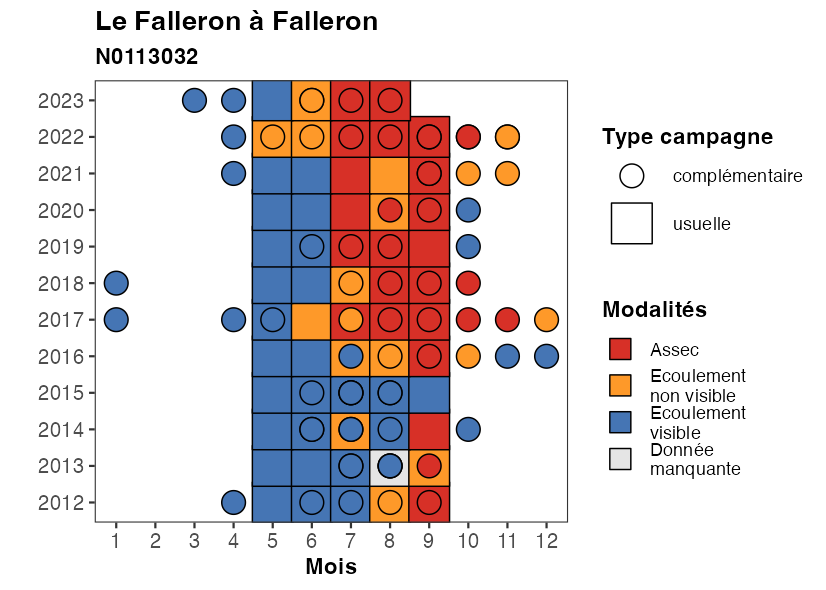 Le Falleron à Falleron
N0113032
2023
2022
2021
2020
2019
2018
2017
2016
2015
2014
2013
2012
1 2 3 4 5 6 7 8 9 10 11 12
Mois
Type campagne
complémentaire
usuelle
Modalités
Assec
Ecoulement
non visible
Ecoulement
visible
Donnée
manquante